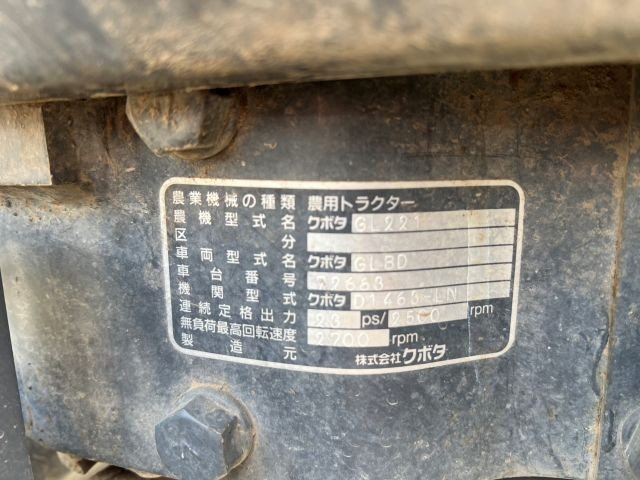 農業機械の種類 農用トラクター
農機型式名 クボタ GL221
区分
車両型式名 クボタ GL8D
車台番号
機関型式 クボタ D1463-LN
連続定格出力 23 ps/2500 rpm
無負荷最高回転速度 2700 rpm
製造元 株式会社クボタ